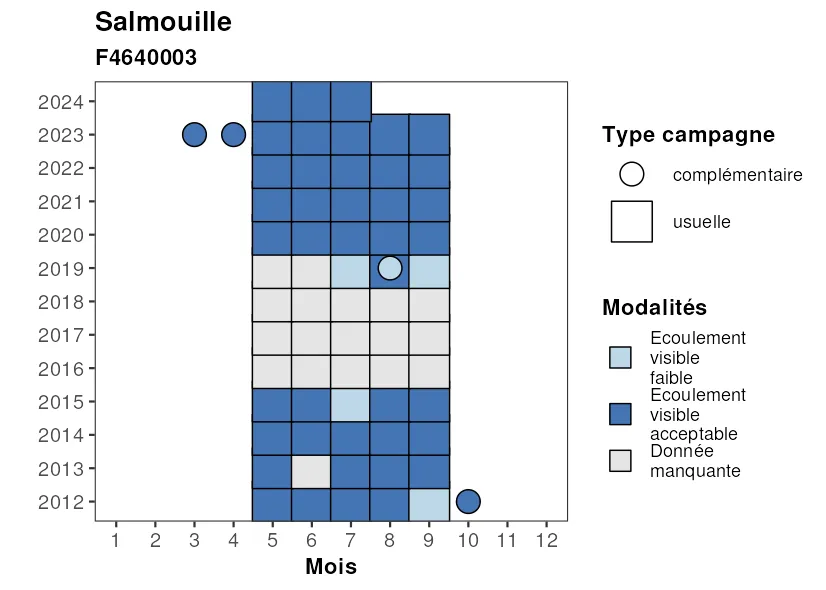 Salmouille
F4640003
2024
2023
2022
2021
2020
2019
2018
2017
2016
2015
2014
2013
2012
1 2 3 4 5 6 7 8 9 10 11 12
Mois
Type campagne
complémentaire
usuelle
Modalités
Ecoulement
visible
faible
Ecoulement
visible
acceptable
Donnée
manquante